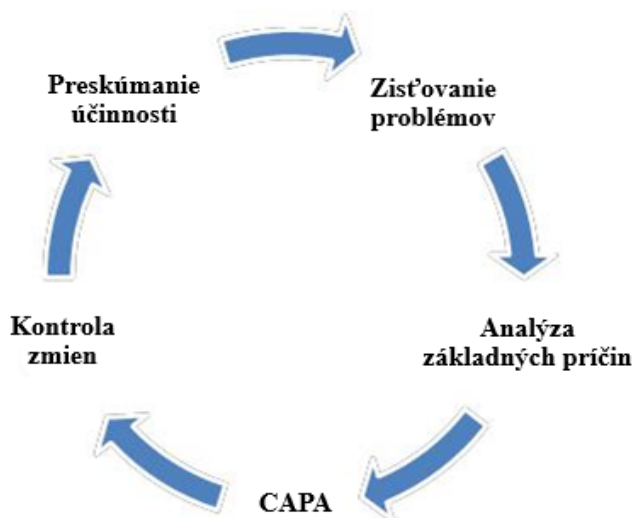 Preskúmanie
účinnosti
Zisťovanie
problémov
Analýza
základných príčin
CAPA
Kontrola
zmien